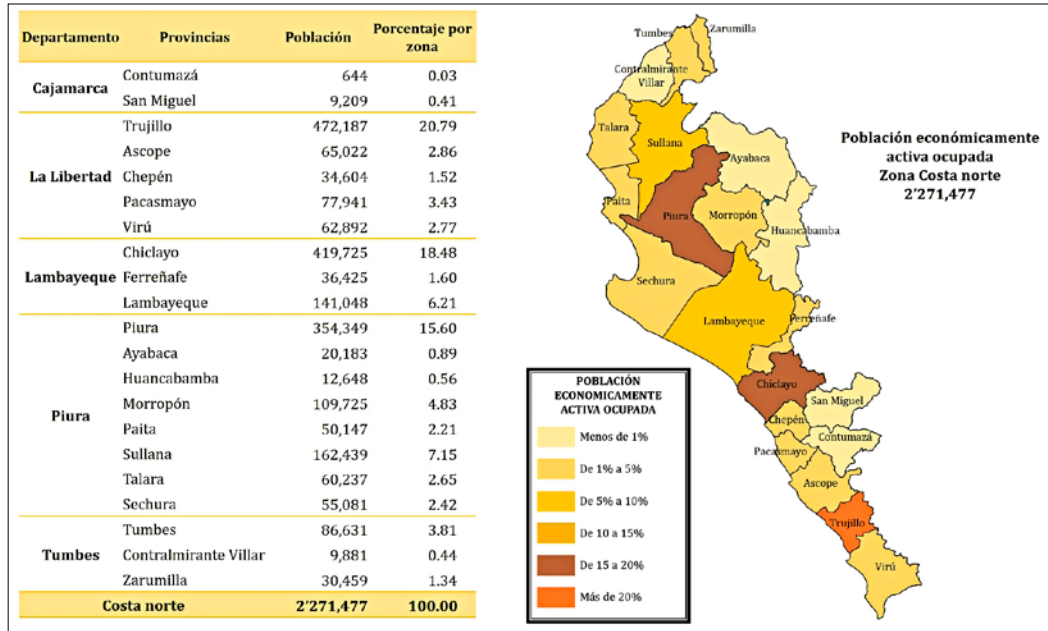 Departamento Provincias Población Porcentaje por zona
Cajamarca
Contumazá 644 0.03
San Miguel 9,209 0.41
La Libertad
Trujillo 472,187 20.79
Ascope 65,022 2.86
Chepén 34,604 1.52
Pacasmayo 77,941 3.43
Virú 62,892 2.77
Lambayeque
Chiclayo 419,725 18.48
Ferreñafe 36,425 1.60
Lambayeque 141,048 6.21
Piura
Piura 354,349 15.60
Ayabaca 20,183 0.89
Huancabamba 12,648 0.56
Morropón 109,725 4.83
Paita 50,147 2.21
Sullana 162,439 7.15
Talara 60,237 2.65
Sechura 55,081 2.42
Tumbes
Tumbes 86,631 3.81
Contralmirante Villar 9,881 0.44
Zarumilla 30,459 1.34
Costa norte 2'271,477 100.00
Zarumilla
Tumbes
Contralmirante
Villar
Talara
Sullana
Ayabaca
Paita
Piura
Morropón
Huancabamba
Sechura
Lambayeque
Ferreñafe
Chiclayo
San Miguel
Chepén
Contumazá
Pacasmayo
Ascope
Trujillo
Virú
Población económicamente
activa ocupada
Zona Costa norte
2'271,477
POBLACIÓN
ECONOMICAMENTE
ACTIVA OCUPADA
Menos de 1%
De 1% a 5%
De 5% a 10%
De 10 a 15%
De 15 a 20%
Más de 20%